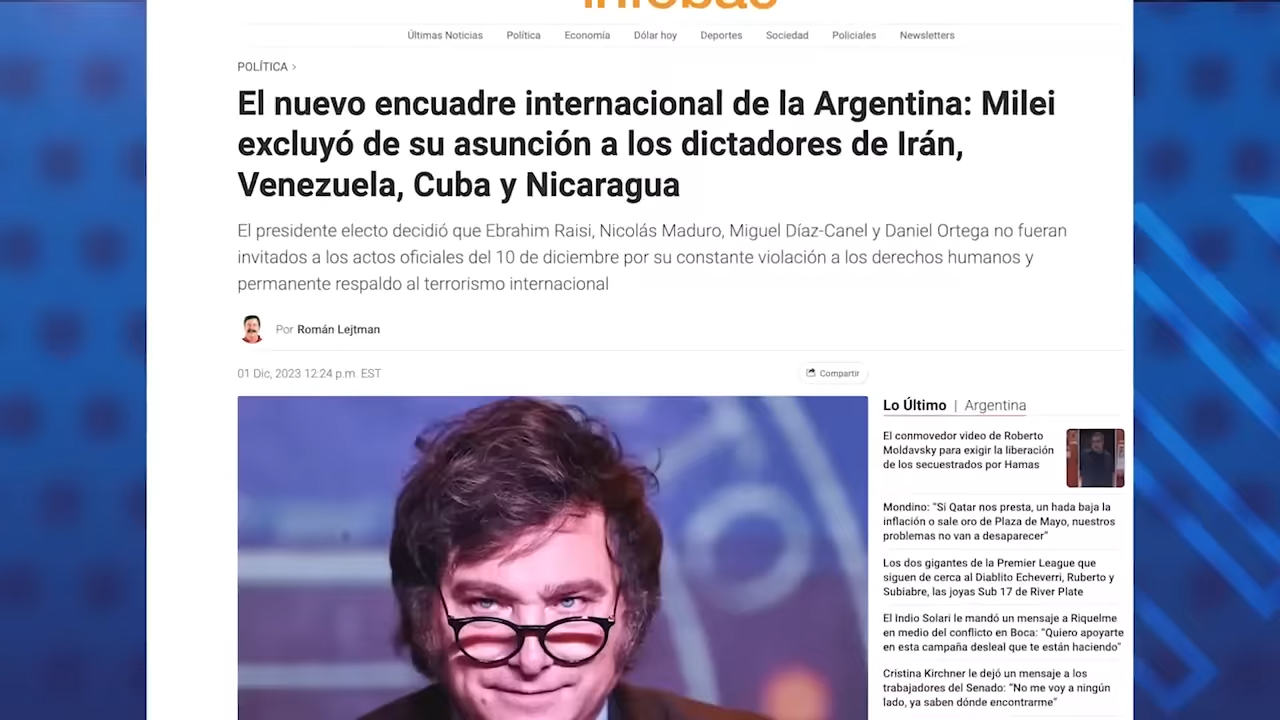 infobae
Últimas Noticias Política Economía Dólar hoy Deportes Sociedad Policiales Newsletters
POLÍTICA >
El nuevo encuadre internacional de la Argentina: Milei
excluyó de su asunción a los dictadores de Irán,
Venezuela, Cuba y Nicaragua
El presidente electo decidió que Ebrahim Raisi, Nicolás Maduro, Miguel Díaz-Canel y Daniel Ortega no fueran
invitados a los actos oficiales del 10 de diciembre por su constante violación a los derechos humanos y
permanente respaldo al terrorismo internacional
Por Román Lejtman
01 Dic, 2023 12:24 p.m. EST
Compartir
Lo Último | Argentina
El conmovedor video de Roberto
Moldavsky para exigir la liberación
de los secuestrados por Hamas
Mondino: "Si Qatar nos presta, un hada baja la
inflación o sale oro de Plaza de Mayo, nuestros
problemas no van a desaparecer"
Los dos gigantes de la Premier League que
siguen de cerca al Diablito Echeverri, Ruberto y
Subiabre, las joyas Sub 17 de River Plate
El Indio Solari le mandó un mensaje a Riquelme
en medio del conflicto en Boca: "Quiero apoyarte
en esta campaña desleal que te están haciendo"
Cristina Kirchner le dejó un mensaje a los
trabajadores del Senado: "No me voy a ningún
lado, ya saben dónde encontrarme"